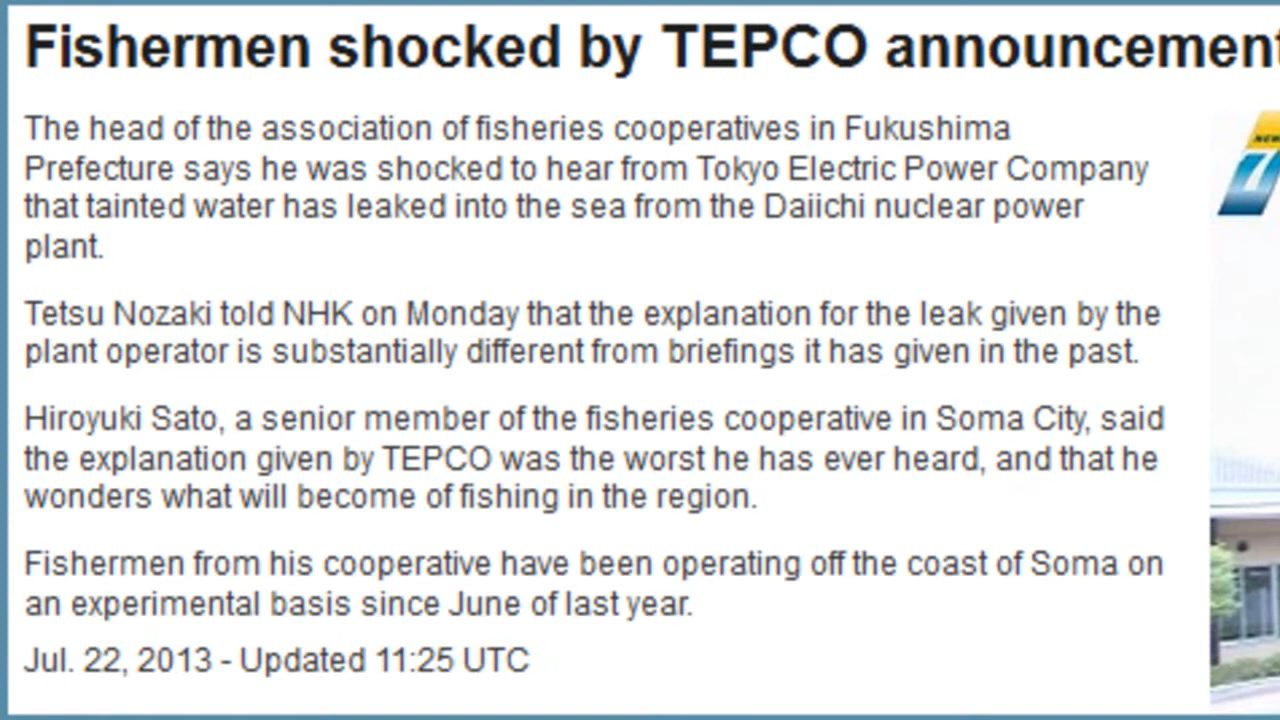 Fishermen shocked by TEPCO announcement
The head of the association of fisheries cooperatives in Fukushima
Prefecture says he was shocked to hear from Tokyo Electric Power Company
that tainted water has leaked into the sea from the Daiichi nuclear power
plant.
Tetsu Nozaki told NHK on Monday that the explanation for the leak given by the
plant operator is substantially different from briefings it has given in the past.
Hiroyuki Sato, a senior member of the fisheries cooperative in Soma City, said
the explanation given by TEPCO was the worst he has ever heard, and that he
wonders what will become of fishing in the region.
Fishermen from his cooperative have been operating off the coast of Soma on
an experimental basis since June of last year.
Jul. 22, 2013 - Updated 11:25 UTC
7